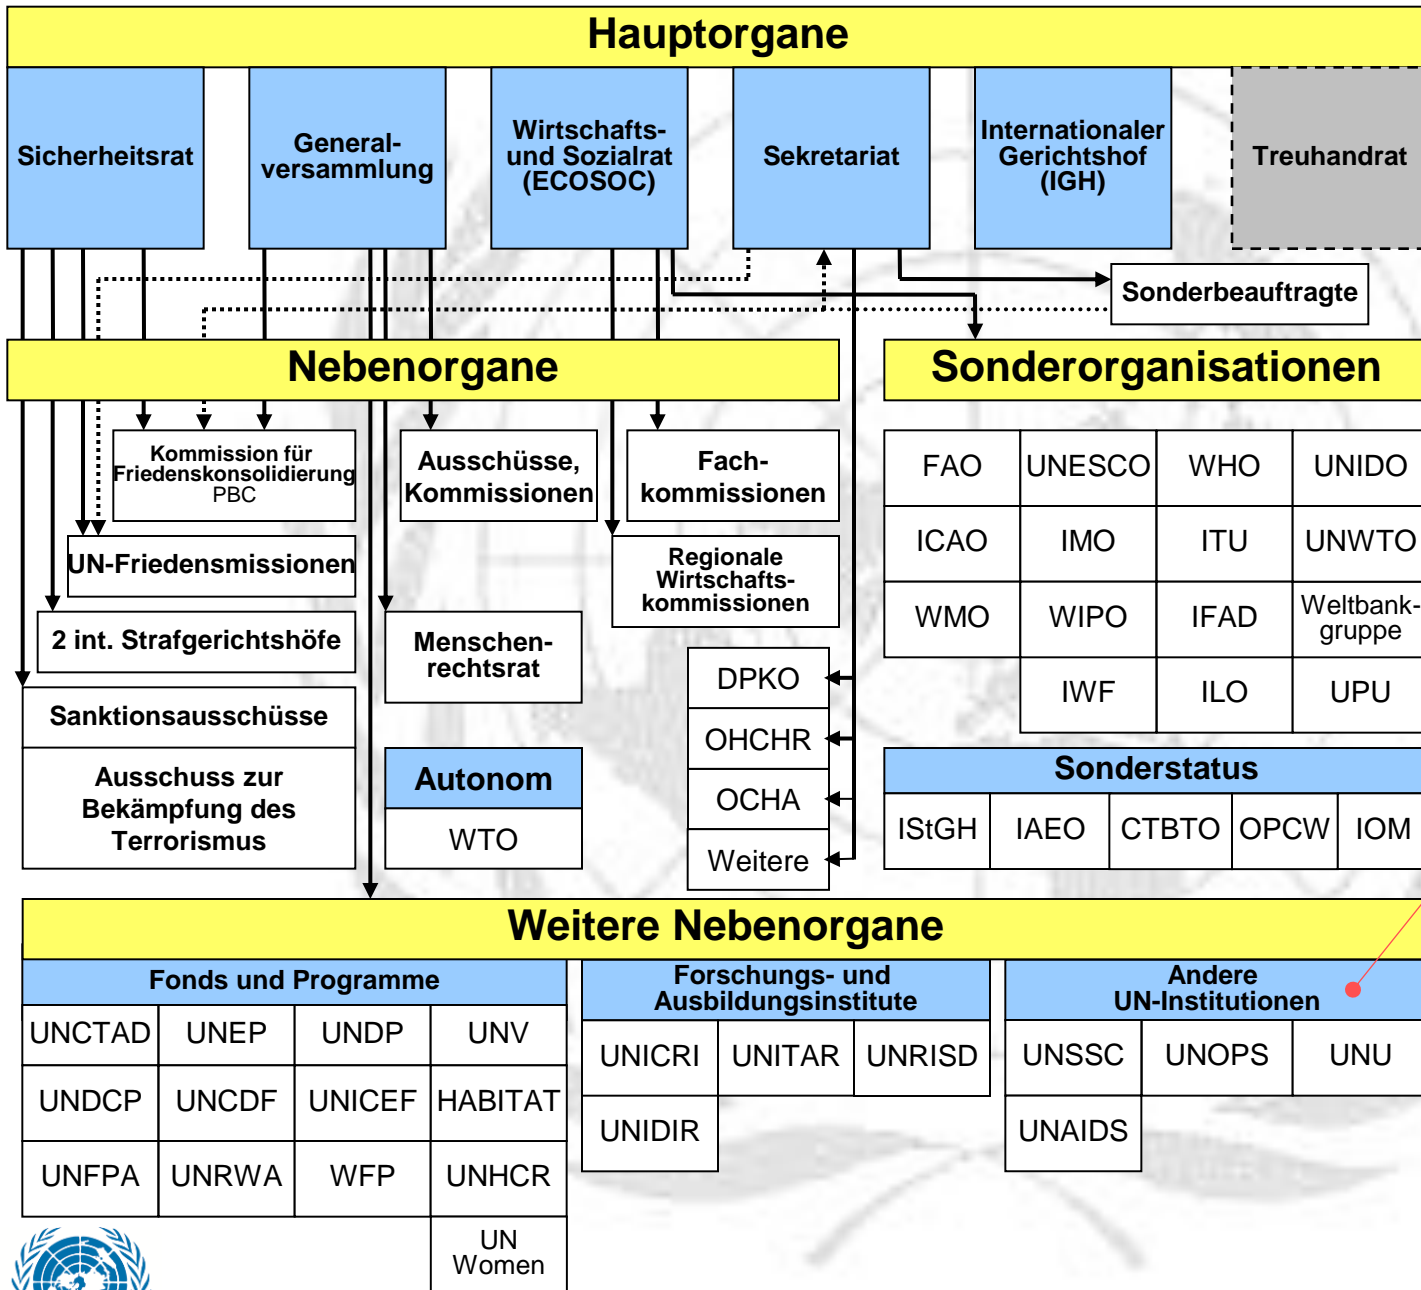 Hauptorgane
Sicherheitsrat
General-
versammlung
Wirtschafts-
und Sozialrat
(ECOSOC)
Sekretariat
Internationaler
Gerichtshof
(IGH)
Treuhandrat
Sonderbeauftragte
Nebenorgane
Sonderorganisationen
Kommission für
Friedenskonsolidierung
PBC
Ausschüsse,
Kommissionen
Fach-
kommissionen
UN-Friedensmissionen
Regionale
Wirtschafts-
kommissionen
2 int. Strafgerichtshöfe
Menschen-
rechtsrat
Sanktionsausschüsse
Ausschuss zur
Bekämpfung des
Terrorismus
Autonom
WTO
DPKO
OHCHR
OCHA
Weitere
FAO UNESCO WHO UNIDO
ICAO IMO ITU UNWTO
WMO WIPO IFAD Weltbank-
gruppe
IWF ILO UPU
Sonderstatus
IStGH IAEO CTBTO OPCW IOM
Weitere Nebenorgane
Fonds und Programme
UNCTAD UNEP UNDP UNV
UNDCP UNCDF UNICEF HABITAT
UNFPA UNRWA WFP UNHCR
UN
Women
Forschungs- und
Ausbildungsinstitute
UNICRI UNITAR UNRISD
UNIDIR
Andere
UN-Institutionen
UNSSC UNOPS UNU
UNAIDS